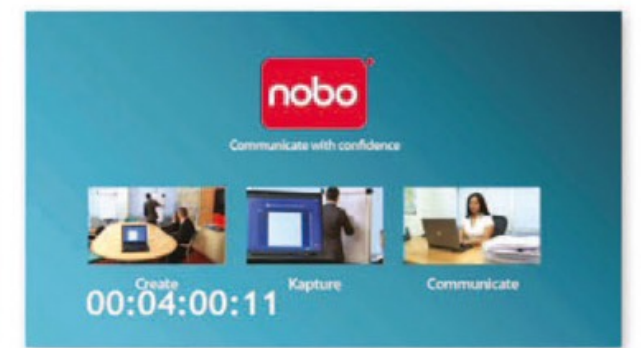 nobo
Communicate with confidence
Create
Kapture
Communicate
00:04:00:11